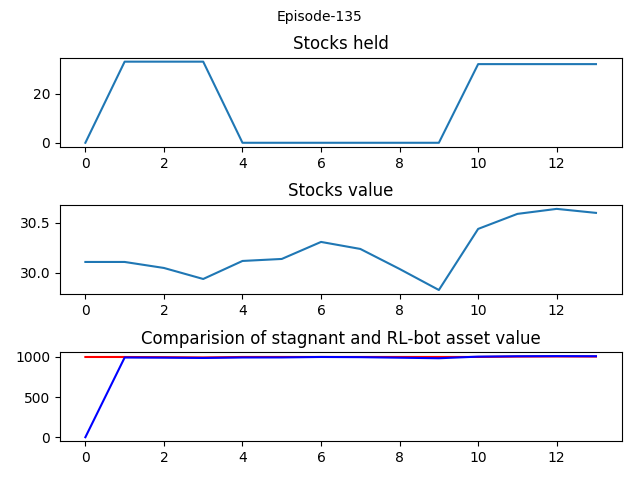 Episode-135
Stocks held
20
0
0 2 4 6 8 10 12
Stocks value
30.5
30.0
0 2 4 6 8 10 12
Comparision of stagnant and RL-bot asset value
1000
500
0
0 2 4 6 8 10 12